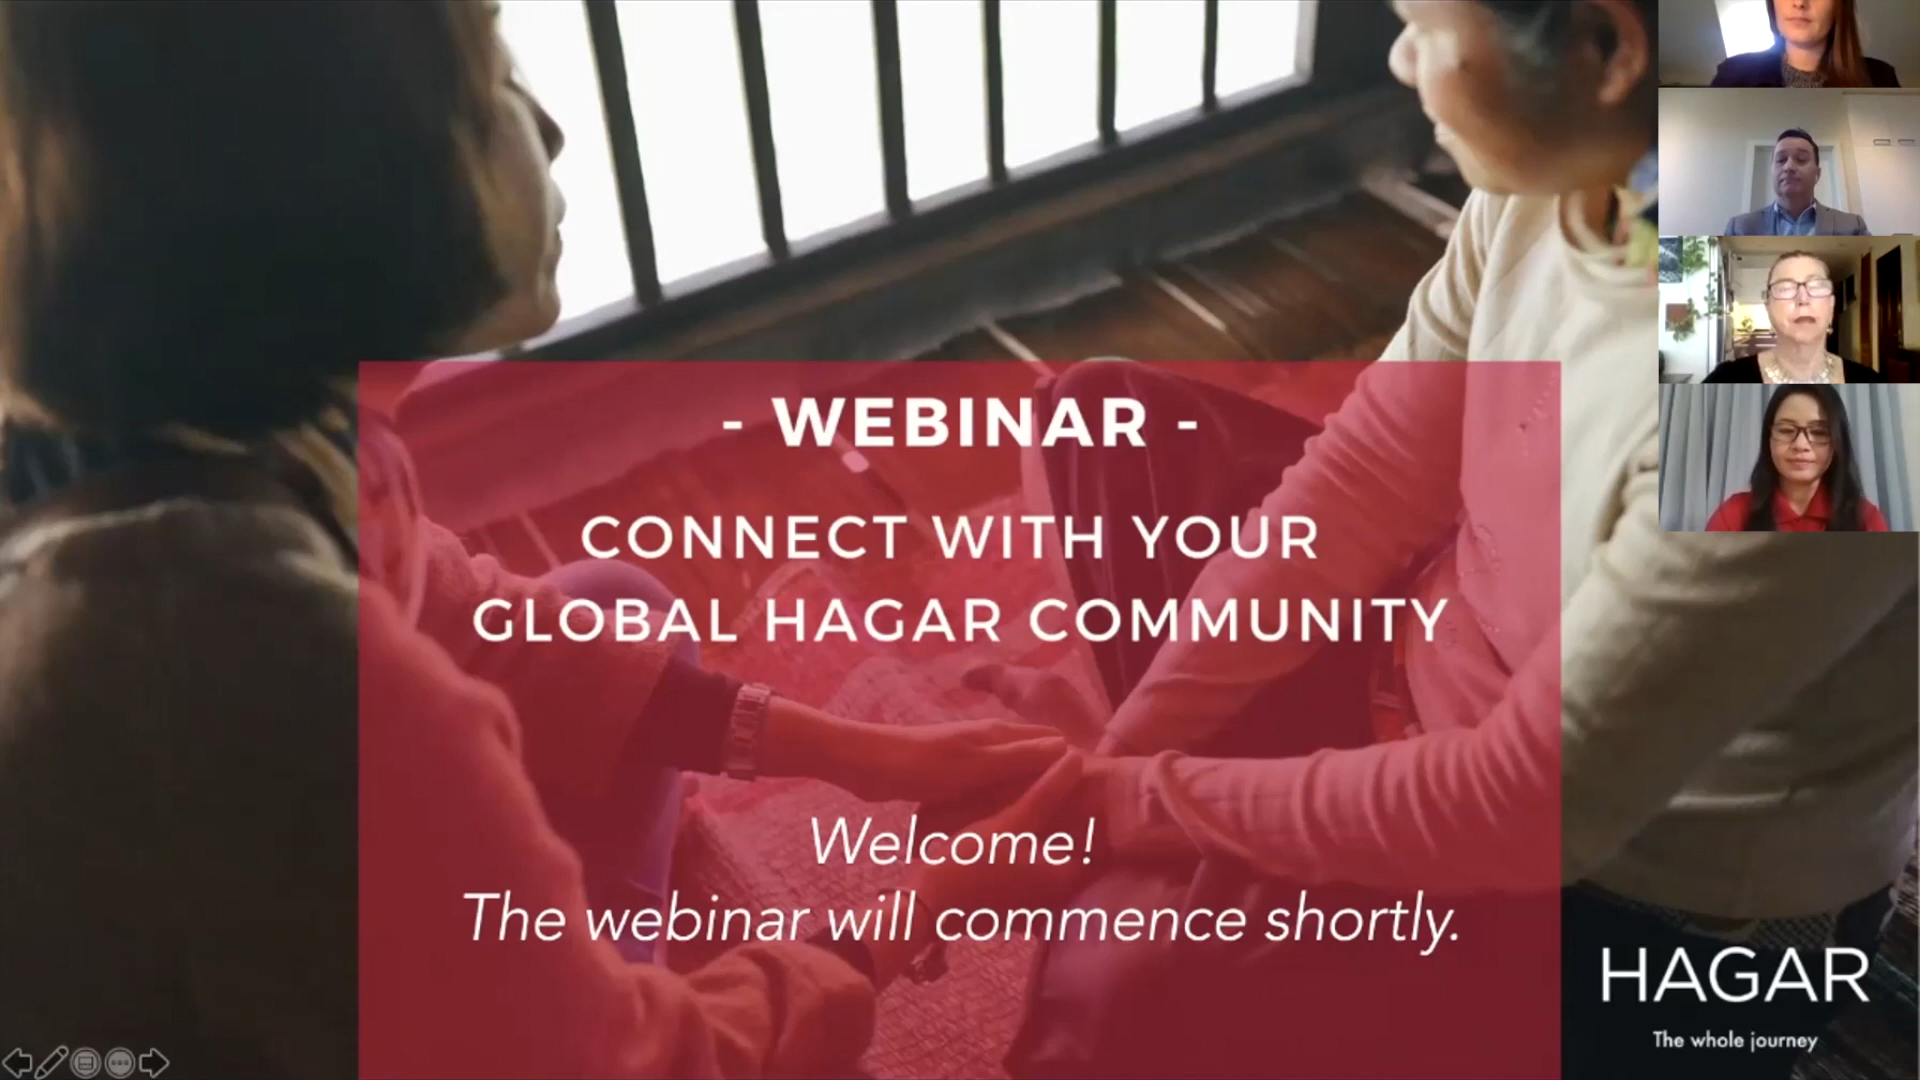 - WEBINAR -
CONNECT WITH YOUR
GLOBAL HAGAR COMMUNITY
Welcome!
The webinar will commence shortly.
HAGAR
The whole journey